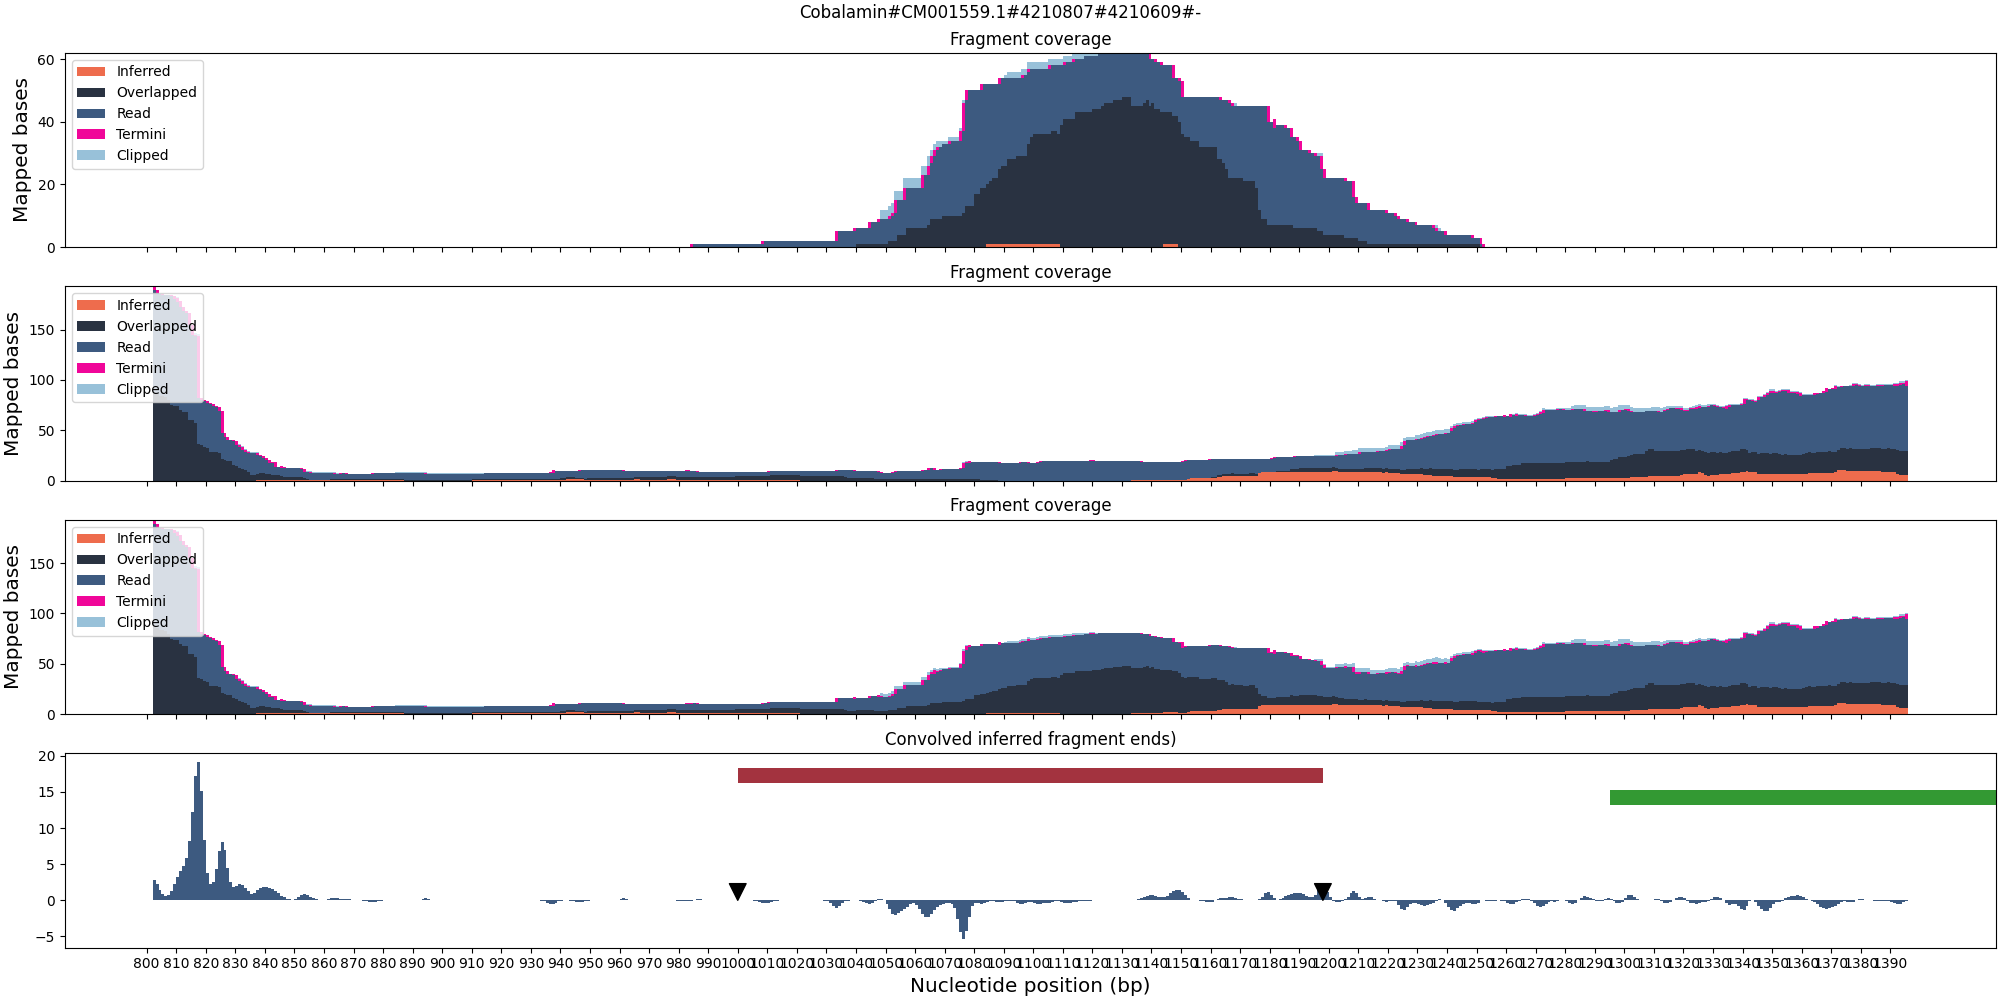 Cobalamin#CM001559.1#4210807#4210609#-
Fragment coverage
Mapped bases
60
40
20
0
Inferred
Overlapped
Read
Termini
Clipped
Fragment coverage
Mapped bases
150
100
50
0
Inferred
Overlapped
Read
Termini
Clipped
Fragment coverage
Mapped bases
150
100
50
0
Inferred
Overlapped
Read
Termini
Clipped
Convolved inferred fragment ends)
20
15
10
5
0
−5
800 810 820 830 840 850 860 870 880 890 900 910 920 930 940 950 960 970 980 990 1000 1010 1020 1030 1040 1050 1060 1070 1080 1090 1100 1110 1120 1130 1140 1150 1160 1170 1180 1190 1200 1210 1220 1230 1240 1250 1260 1270 1280 1290 1300 1310 1320 1330 1340 1350 1360 1370 1380 1390
Nucleotide position (bp)